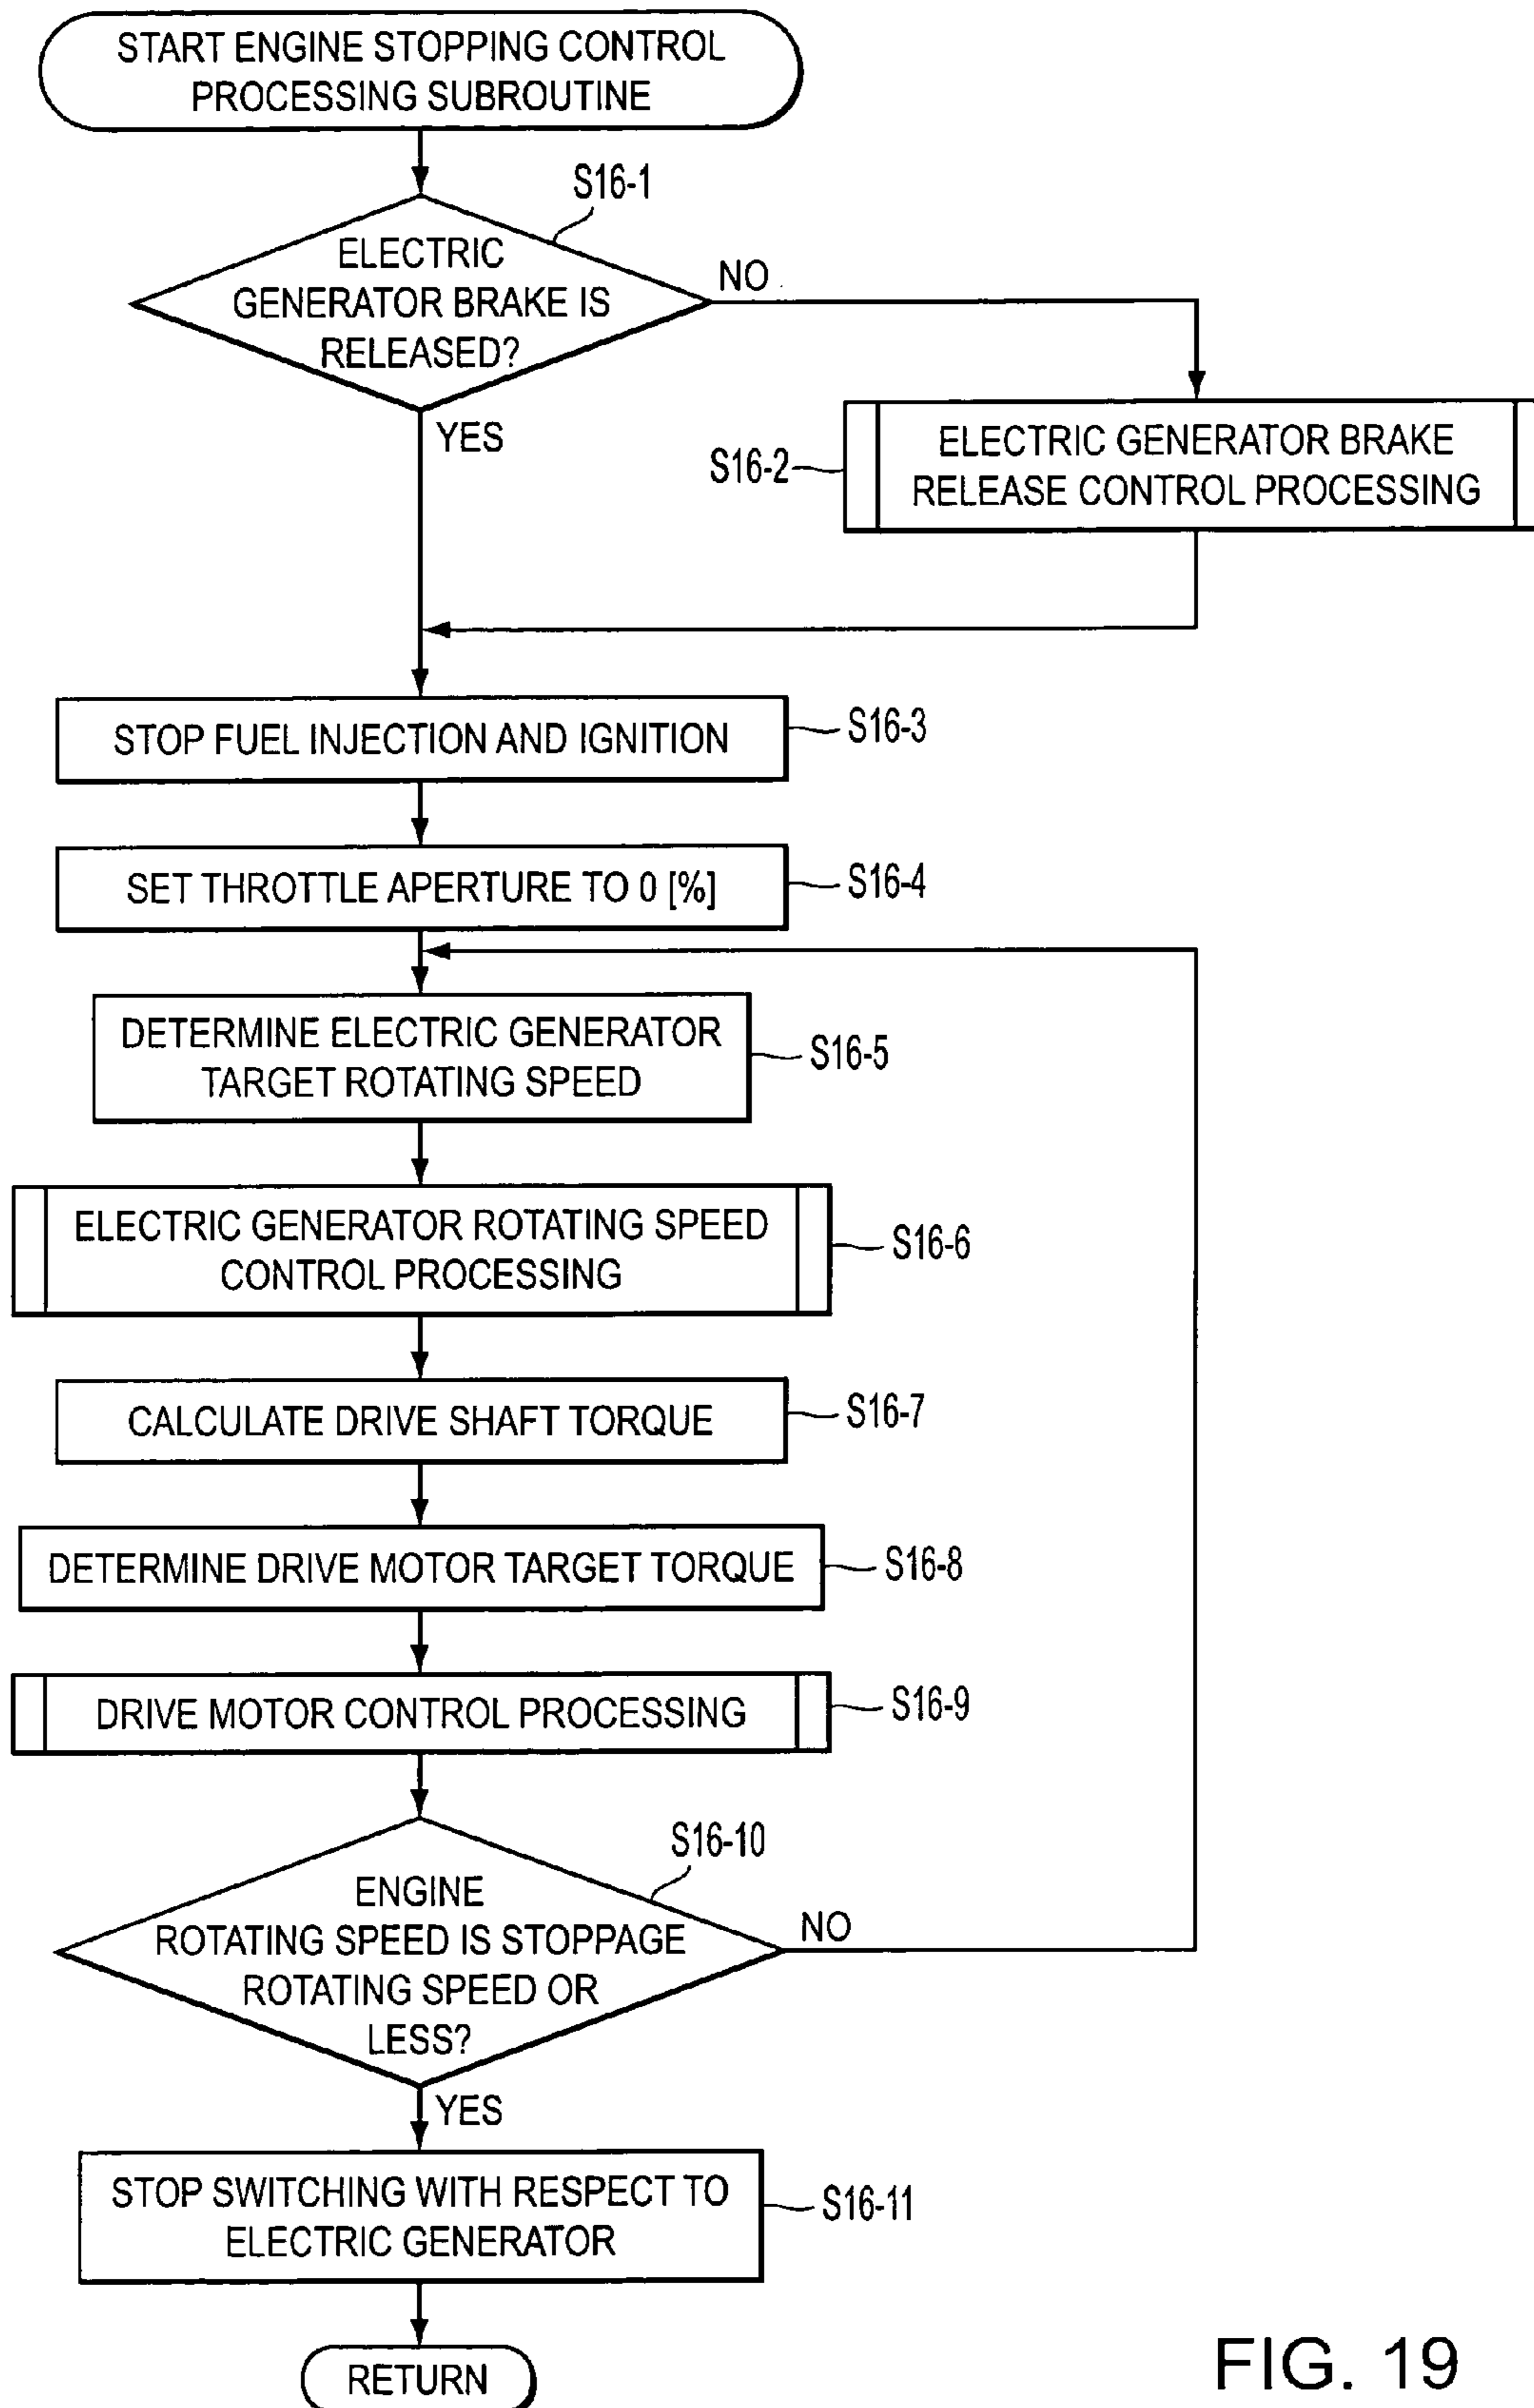 START ENGINE STOPPING CONTROL
PROCESSING SUBROUTINE
S16-1
ELECTRIC
GENERATOR BRAKE IS
RELEASED?
NO
YES
S16-2
ELECTRIC GENERATOR BRAKE
RELEASE CONTROL PROCESSING
STOP FUEL INJECTION AND IGNITION
S16-3
SET THROTTLE APERTURE TO 0 [%]
S16-4
DETERMINE ELECTRIC GENERATOR
TARGET ROTATING SPEED
S16-5
ELECTRIC GENERATOR ROTATING SPEED
CONTROL PROCESSING
S16-6
CALCULATE DRIVE SHAFT TORQUE
S16-7
DETERMINE DRIVE MOTOR TARGET TORQUE
S16-8
DRIVE MOTOR CONTROL PROCESSING
S16-9
S16-10
ENGINE
ROTATING SPEED IS STOPPAGE
ROTATING SPEED OR
LESS?
NO
YES
STOP SWITCHING WITH RESPECT TO
ELECTRIC GENERATOR
S16-11
RETURN
FIG. 19